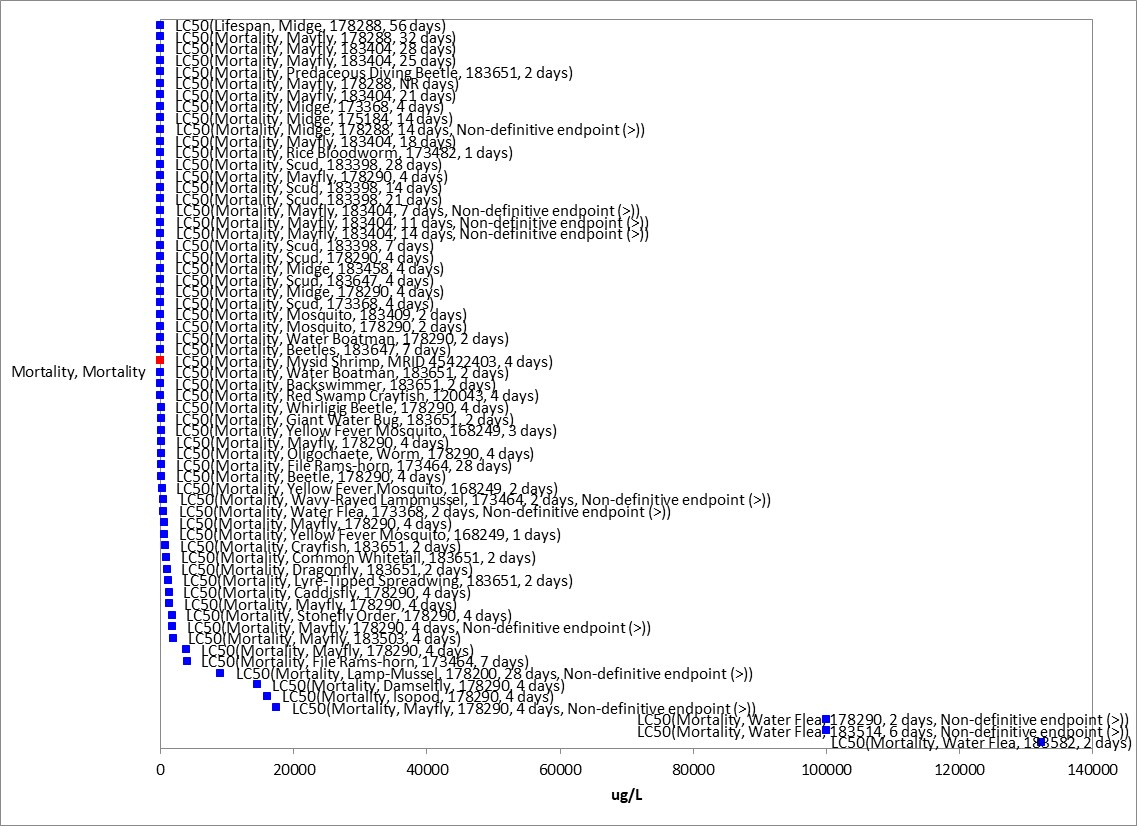 LC50(Lifespan, Midge, 178288, 56 days)
LC50(Mortality, Mayfly, 178288, 32 days)
LC50(Mortality, Mayfly, 183404, 28 days)
LC50(Mortality, Mayfly, 183404, 25 days)
LC50(Mortality, Predaceous Diving Beetle, 183651, 2 days)
LC50(Mortality, Mayfly, 178288, NR days)
LC50(Mortality, Mayfly, 183404, 21 days)
LC50(Mortality, Midge, 173368, 4 days)
LC50(Mortality, Midge, 175184, 14 days)
LC50(Mortality, Midge, 178288, 14 days, Non-definitive endpoint (>))
LC50(Mortality, Mayfly, 183404, 18 days)
LC50(Mortality, Rice Bloodworm, 173482, 1 days)
LC50(Mortality, Scud, 183398, 28 days)
LC50(Mortality, Mayfly, 178290, 4 days)
LC50(Mortality, Scud, 183398, 14 days)
LC50(Mortality, Scud, 183398, 21 days)
LC50(Mortality, Mayfly, 183404, 7 days, Non-definitive endpoint (>))
LC50(Mortality, Mayfly, 183404, 11 days, Non-definitive endpoint (>))
LC50(Mortality, Mayfly, 183404, 14 days, Non-definitive endpoint (>))
LC50(Mortality, Scud, 183398, 7 days)
LC50(Mortality, Scud, 178290, 4 days)
LC50(Mortality, Midge, 183458, 4 days)
LC50(Mortality, Scud, 183647, 4 days)
LC50(Mortality, Midge, 178290, 4 days)
LC50(Mortality, Scud, 173368, 4 days)
LC50(Mortality, Mosquito, 183409, 2 days)
LC50(Mortality, Mosquito, 178290, 2 days)
LC50(Mortality, Water Boatman, 178290, 2 days)
LC50(Mortality, Beetles, 183647, 7 days)
LC50(Mortality, Mysid Shrimp, MRID 45422403, 4 days)
Mortality, Mortality
LC50(Mortality, Water Boatman, 183651, 2 days)
LC50(Mortality, Backswimmer, 183651, 2 days)
LC50(Mortality, Red Swamp Crayfish, 120043, 4 days)
LC50(Mortality, Whirligig Beetle, 178290, 4 days)
LC50(Mortality, Giant Water Bug, 183651, 2 days)
LC50(Mortality, Yellow Fever Mosquito, 168249, 3 days)
LC50(Mortality, Mayfly, 178290, 4 days)
LC50(Mortality, Oligochaete, Worm, 178290, 4 days)
LC50(Mortality, File Rams-horn, 173464, 28 days)
LC50(Mortality, Beetle, 178290, 4 days)
LC50(Mortality, Yellow Fever Mosquito, 168249, 2 days)
LC50(Mortality, Wavy-Rayed Lampmussel, 173464, 2 days, Non-definitive endpoint (>))
LC50(Mortality, Water Flea, 173368, 2 days, Non-definitive endpoint (>))
LC50(Mortality, Mayfly, 178290, 4 days)
LC50(Mortality, Yellow Fever Mosquito, 168249, 1 days)
LC50(Mortality, Crayfish, 183651, 2 days)
LC50(Mortality, Common Whitetail, 183651, 2 days)
LC50(Mortality, Dragonfly, 183651, 2 days)
LC50(Mortality, Lyre-Tipped Spreadwing, 183651, 2 days)
LC50(Mortality, Caddisfly, 178290, 4 days)
LC50(Mortality, Mayfly, 178290, 4 days)
LC50(Mortality, Stonefly Order, 178290, 4 days)
LC50(Mortality, Mayfly, 178290, 4 days, Non-definitive endpoint (>))
LC50(Mortality, Mayfly, 183503, 4 days)
LC50(Mortality, Mayfly, 178290, 4 days)
LC50(Mortality, File Rams-horn, 173464, 7 days)
LC50(Mortality, Lamp-Mussel, 178200, 28 days, Non-definitive endpoint (>))
LC50(Mortality, Damselfly, 178290, 4 days)
LC50(Mortality, Isopod, 178290, 4 days)
LC50(Mortality, Mayfly, 178290, 4 days, Non-definitive endpoint (>))
LC50(Mortality, Water Flea, 178290, 2 days, Non-definitive endpoint (>))
LC50(Mortality, Water Flea, 183514, 6 days, Non-definitive endpoint (>))
LC50(Mortality, Water Flea, 183582, 2 days)
0 20000 40000 60000 80000 100000 120000 140000
ug/L